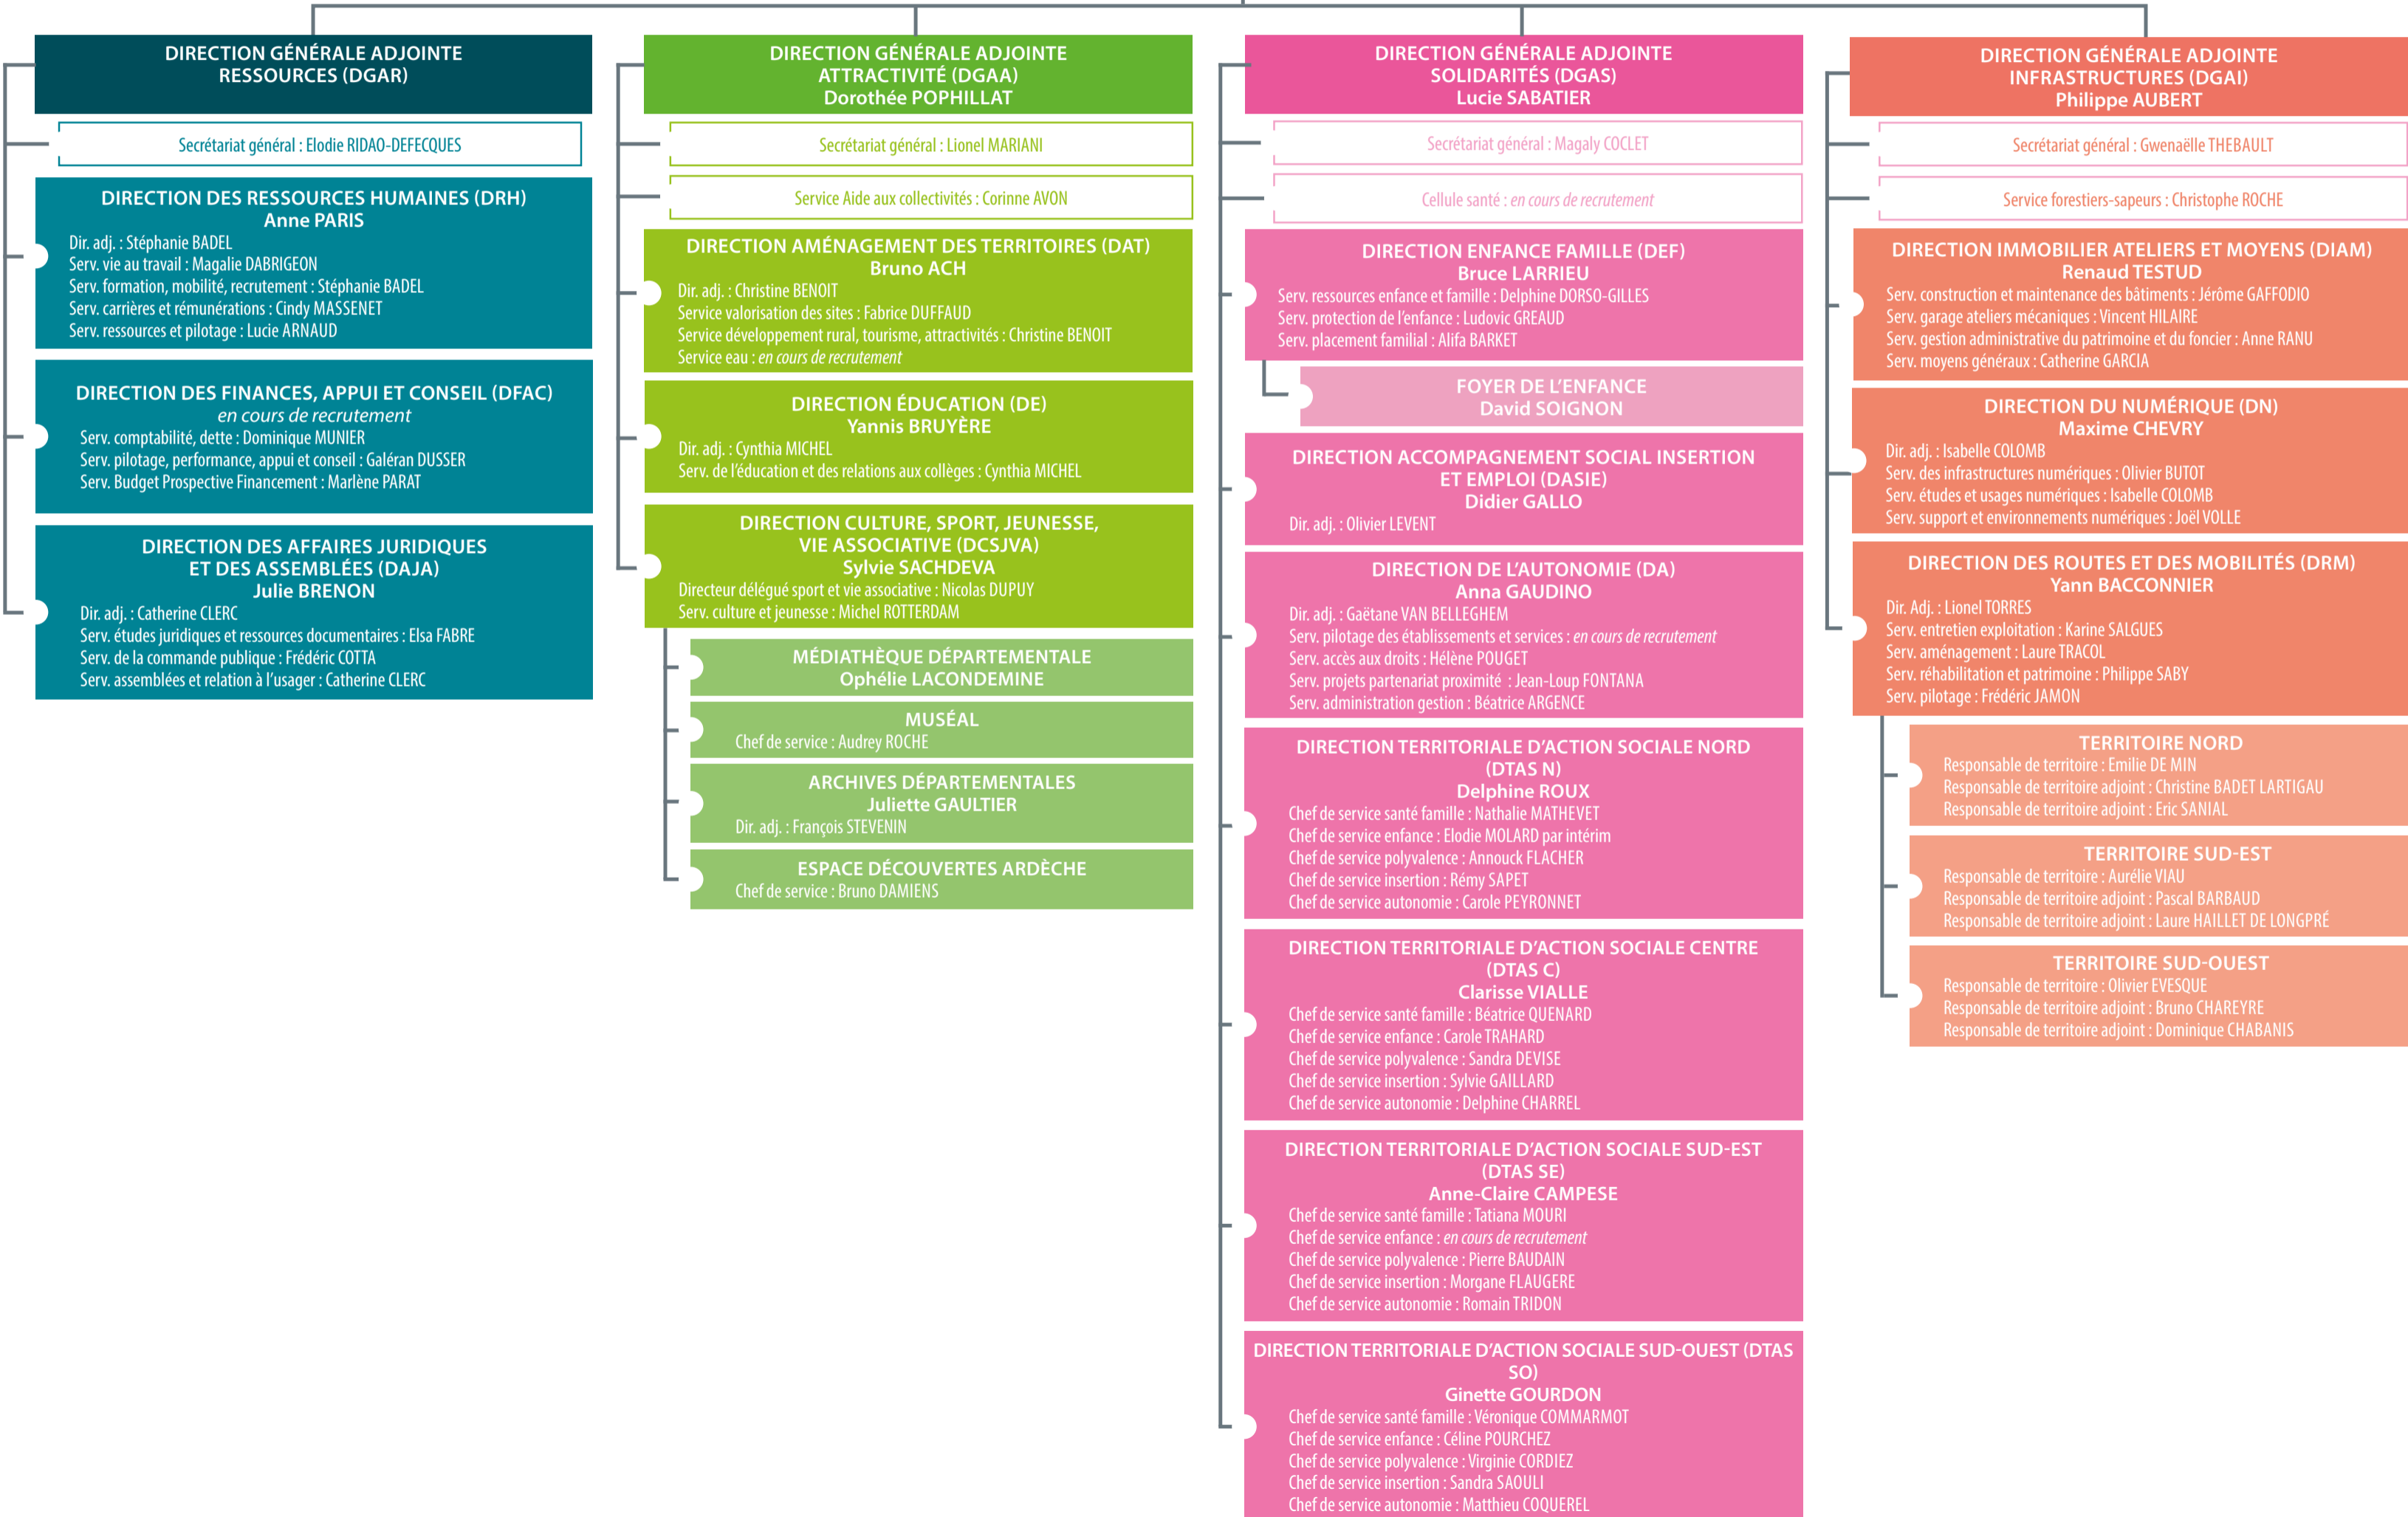 DIRECTION GÉNÉRALE ADJOINTE
RESSOURCES (DGAR)
Secrétariat général : Elodie RIDAO-DEFECQUES
DIRECTION DES RESSOURCES HUMAINES (DRH)
Anne PARIS
Dir. adj. : Stéphanie BADEL
Serv. vie au travail : Magalie DABRIGEON
Serv. formation, mobilité, recrutement : Stéphanie BADEL
Serv. carrières et rémunérations : Cindy MASSENET
Serv. ressources et pilotage : Lucie ARNAUD
DIRECTION DES FINANCES, APPUI ET CONSEIL (DFAC)
en cours de recrutement
Serv. comptabilité, dette : Dominique MUNIER
Serv. pilotage, performance, appui et conseil : Galéran DUSSER
Serv. Budget Prospective Financement : Marlène PARAT
DIRECTION DES AFFAIRES JURIDIQUES
ET DES ASSEMBLÉES (DAJA)
Julie BRENON
Dir. adj. : Catherine CLERC
Serv. études juridiques et ressources documentaires : Elsa FABRE
Serv. de la commande publique : Frédéric COTTA
Serv. assemblées et relation à l'usager : Catherine CLERC
DIRECTION GÉNÉRALE ADJOINTE
ATTRACTIVITÉ (DGAA)
Dorothée POPHILLAT
Secrétariat général : Lionel MARIANI
Service Aide aux collectivités : Corinne AVON
DIRECTION AMÉNAGEMENT DES TERRITOIRES (DAT)
Bruno ACH
Dir. adj. : Christine BENOIT
Service valorisation des sites : Fabrice DUFFAUD
Service développement rural, tourisme, attractivités : Christine BENOIT
Service eau : en cours de recrutement
DIRECTION ÉDUCATION (DE)
Yannis BRUYÈRE
Dir. adj. : Cynthia MICHEL
Serv. de l'éducation et des relations aux collèges : Cynthia MICHEL
DIRECTION CULTURE, SPORT, JEUNESSE,
VIE ASSOCIATIVE (DCSJVA)
Sylvie SACHDEVA
Directeur délégué sport et vie associative : Nicolas DUPUY
Serv. culture et jeunesse : Michel ROTTERDAM
MÉDIATHÈQUE DÉPARTEMENTALE
Ophélie LACONDEMINE
MUSÉAL
Chef de service : Audrey ROCHE
ARCHIVES DÉPARTEMENTALES
Juliette GAULTIER
Dir. adj. : François STEVENIN
ESPACE DÉCOUVERTES ARDÈCHE
Chef de service : Bruno DAMIENS
DIRECTION GÉNÉRALE ADJOINTE
SOLIDARITÉS (DGAS)
Lucie SABATIER
Secrétariat général : Magaly COCLET
Cellule santé : en cours de recrutement
DIRECTION ENFANCE FAMILLE (DEF)
Bruce LARRIEU
Serv. ressources enfance et famille : Delphine DORSO-GILLES
Serv. protection de l'enfance : Ludovic GREAUD
Serv. placement familial : Alifa BARKET
FOYER DE L'ENFANCE
David SOIGNON
DIRECTION ACCOMPAGNEMENT SOCIAL INSERTION
ET EMPLOI (DASIE)
Didier GALLO
Dir. adj. : Olivier LEVENT
DIRECTION DE L'AUTONOMIE (DA)
Anna GAUDINO
Dir. adj. : Gaëtane VAN BELLEGHEM
Serv. pilotage des établissements et services : en cours de recrutement
Serv. accès aux droits : Hélène POUGET
Serv. projets partenariat proximité : Jean-Loup FONTANA
Serv. administration gestion : Béatrice ARGENCE
DIRECTION TERRITORIALE D'ACTION SOCIALE NORD
(DTAS N)
Delphine ROUX
Chef de service santé famille : Nathalie MATHEVET
Chef de service enfance : Elodie MOLARD par intérim
Chef de service polyvalence : Annouck FLACHER
Chef de service insertion : Rémy SAPET
Chef de service autonomie : Carole PEYRONNET
DIRECTION TERRITORIALE D'ACTION SOCIALE CENTRE
(DTAS C)
Clarisse VIALLE
Chef de service santé famille : Béatrice QUENARD
Chef de service enfance : Carole TRAHARD
Chef de service polyvalence : Sandra DEVISE
Chef de service insertion : Sylvie GAILLARD
Chef de service autonomie : Delphine CHARREL
DIRECTION TERRITORIALE D'ACTION SOCIALE SUD-EST
(DTAS SE)
Anne-Claire CAMPESE
Chef de service santé famille : Tatiana MOURI
Chef de service enfance : en cours de recrutement
Chef de service polyvalence : Pierre BAUDAIN
Chef de service insertion : Morgane FLAUGERE
Chef de service autonomie : Romain TRIDON
DIRECTION TERRITORIALE D'ACTION SOCIALE SUD-OUEST (DTAS
SO)
Ginette GOURDON
Chef de service santé famille : Véronique COMMARMOT
Chef de service enfance : Céline POURCHEZ
Chef de service polyvalence : Virginie CORDIEZ
Chef de service insertion : Sandra SAOULI
Chef de service autonomie : Matthieu COQUEREL
DIRECTION GÉNÉRALE ADJOINTE
INFRASTRUCTURES (DGAI)
Philippe AUBERT
Secrétariat général : Gwenaëlle THEBAULT
Service forestiers-sapeurs : Christophe ROCHE
DIRECTION IMMOBILIER ATELIERS ET MOYENS (DIAM)
Renaud TESTUD
Serv. construction et maintenance des bâtiments : Jérôme GAFFODIO
Serv. garage ateliers mécaniques : Vincent HILAIRE
Serv. gestion administrative du patrimoine et du foncier : Anne RANU
Serv. moyens généraux : Catherine GARCIA
DIRECTION DU NUMÉRIQUE (DN)
Maxime CHEVRY
Dir. adj. : Isabelle COLOMB
Serv. des infrastructures numériques : Olivier BUTOT
Serv. études et usages numériques : Isabelle COLOMB
Serv. support et environnements numériques : Joël VOLLE
DIRECTION DES ROUTES ET DES MOBILITÉS (DRM)
Yann BACCONNIER
Dir. Adj. : Lionel TORRES
Serv. entretien exploitation : Karine SALGUES
Serv. aménagement : Laure TRACOL
Serv. réhabilitation et patrimoine : Philippe SABY
Serv. pilotage : Frédéric JAMON
TERRITOIRE NORD
Responsable de territoire : Emilie DE MIN
Responsable de territoire adjoint : Christine BADET LARTIGAU
Responsable de territoire adjoint : Eric SANIAL
TERRITOIRE SUD-EST
Responsable de territoire : Aurélie VIAU
Responsable de territoire adjoint : Pascal BARBAUD
Responsable de territoire adjoint : Laure HAILLET DE LONGPRÉ
TERRITOIRE SUD-OUEST
Responsable de territoire : Olivier EVESQUE
Responsable de territoire adjoint : Bruno CHAREYRE
Responsable de territoire adjoint : Dominique CHABANIS